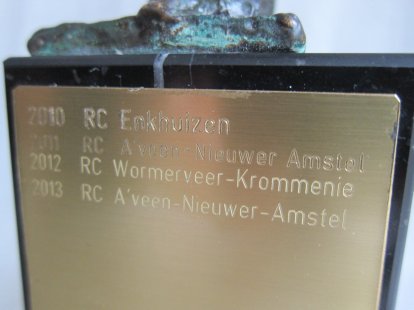 2010 RC Enkhuizen
2011 RC A'veen-Nieuwer Amstel
2012 RC Wormerveer-Krommenie
2013 RC A'veen-Nieuwer-Amstel